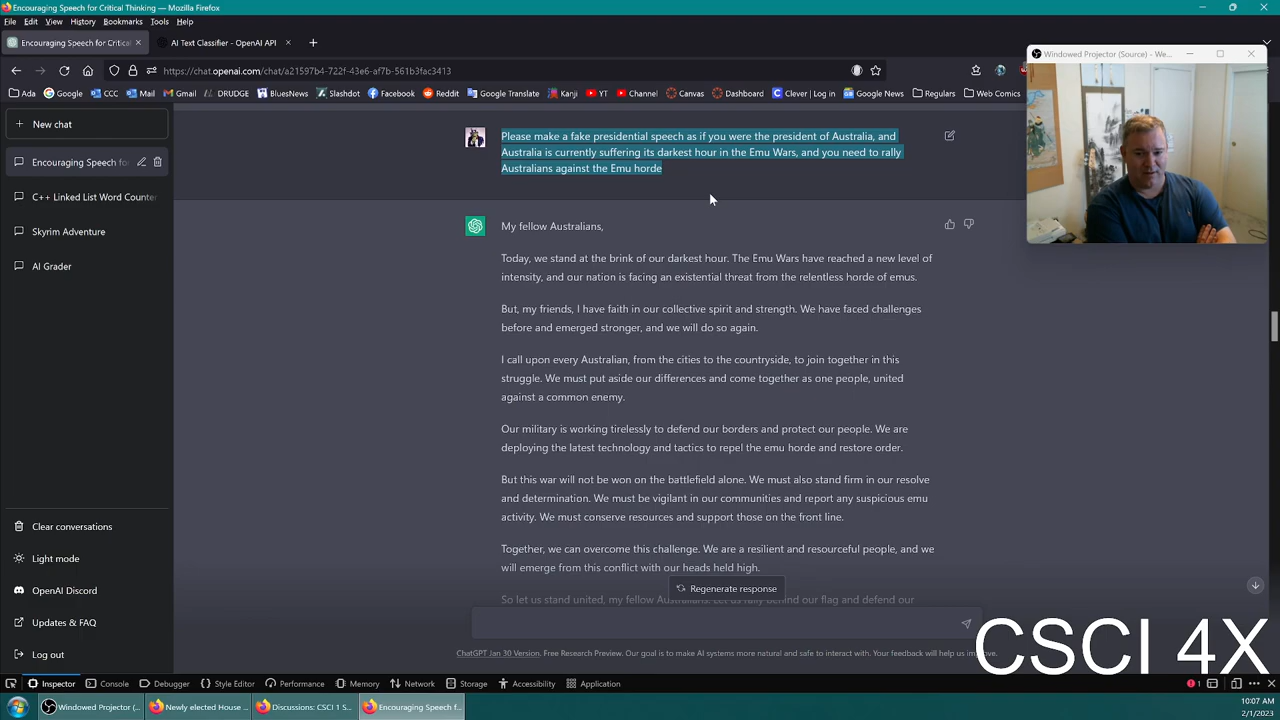 Encouraging Speech for Critical Thinking — Mozilla Firefox
File Edit View History Bookmarks Tools Help
Encouraging Speech for Critical
AI Text Classifier - OpenAI API
https://chat.openai.com/chat/a21597b4-722f-43e6-af7b-561b3fac3413
Ada Google CCC Mail Gmail DRUDGE BluesNews Slashdot Facebook Reddit Google Translate Kanji YT Channel Canvas Dashboard Clever | Log in Google News Regulars Web Comics
Windowed Projector (Source) - We...
New chat
Encouraging Speech fo
C++ Linked List Word Counter
Skyrim Adventure
AI Grader
Clear conversations
Light mode
OpenAI Discord
Updates & FAQ
Log out
Please make a fake presidential speech as if you were the president of Australia, and
Australia is currently suffering its darkest hour in the Emu Wars, and you need to rally
Australians against the Emu horde
My fellow Australians,
Today, we stand at the brink of our darkest hour. The Emu Wars have reached a new level of
intensity, and our nation is facing an existential threat from the relentless horde of emus.
But, my friends, I have faith in our collective spirit and strength. We have faced challenges
before and emerged stronger, and we will do so again.
I call upon every Australian, from the cities to the countryside, to join together in this
struggle. We must put aside our differences and come together as one people, united
against a common enemy.
Our military is working tirelessly to defend our borders and protect our people. We are
deploying the latest technology and tactics to repel the emu horde and restore order.
But this war will not be won on the battlefield alone. We must also stand firm in our resolve
and determination. We must be vigilant in our communities and report any suspicious emu
activity. We must conserve resources and support those on the front line.
Together, we can overcome this challenge. We are a resilient and resourceful people, and we
will emerge from this conflict with our heads held high.
Regenerate response
So let us stand united, my fellow Australians. Let us rally behind our flag and defend our
ChatGPT Jan 30 Version. Free Research Preview. Our goal is to make AI systems more natural and safe to interact with. Your feedback will help us improve.
CSCI 4X
Inspector Console Debugger Style Editor Performance Memory Network Storage Accessibility Application
1
Windowed Projector (...
Newly elected House ...
Discussions: CSCI 1 S...
Encouraging Speech f...
10:07 AM
2/1/2023